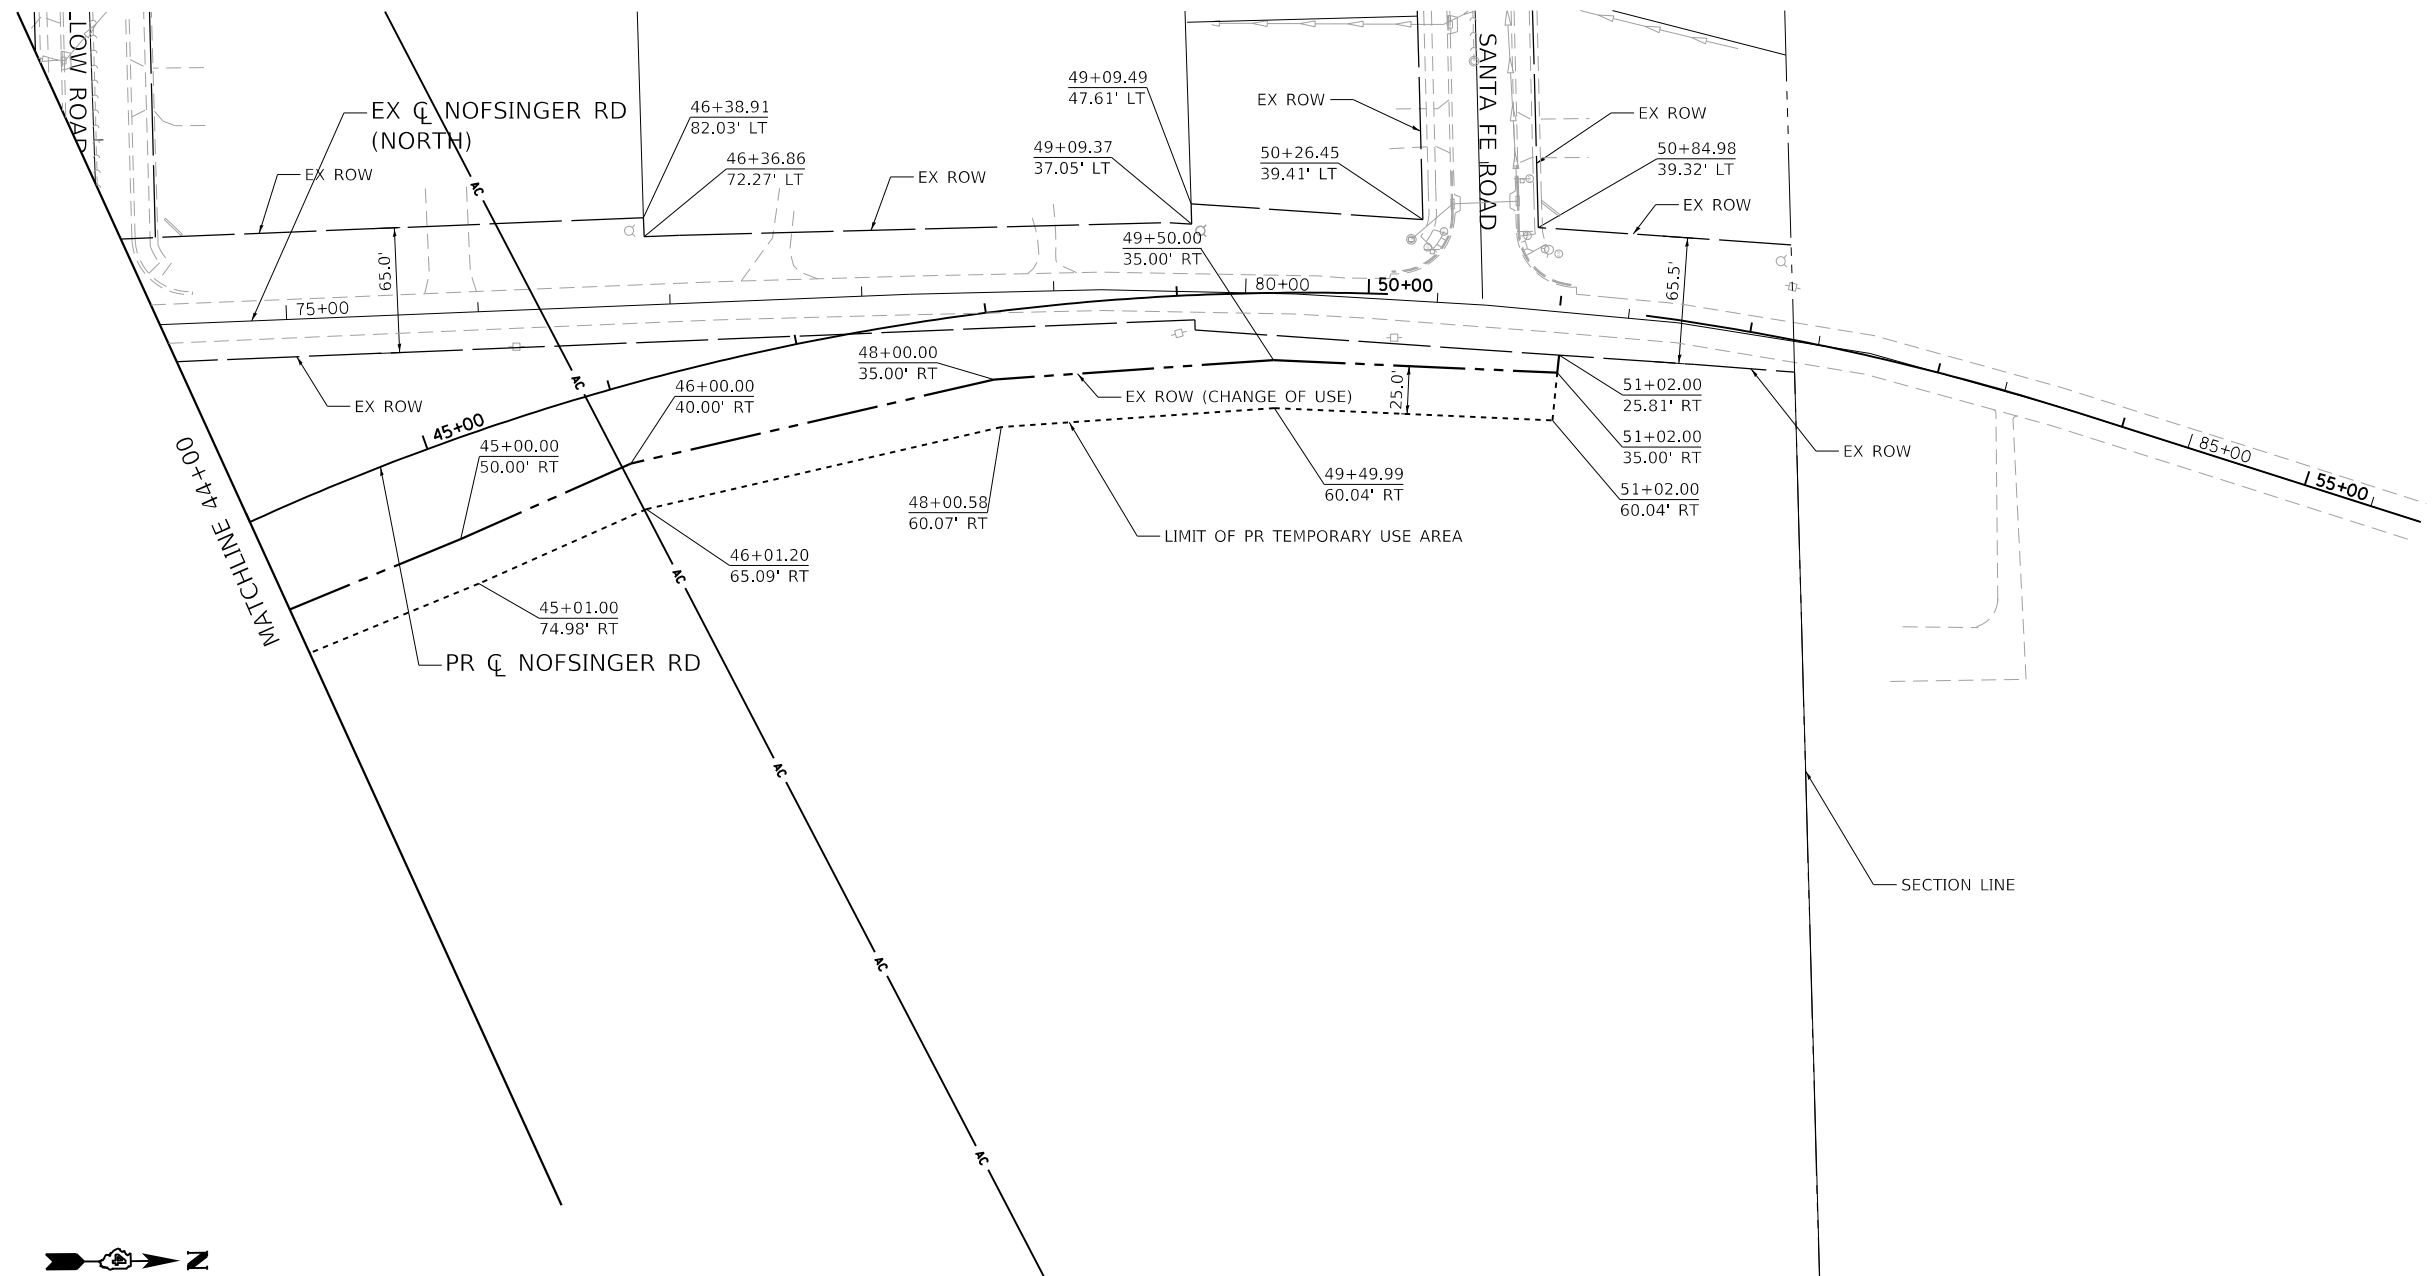 LLOW ROAD
EX ℄ NOFSINGER RD
(NORTH)
EX ROW
46+38.91
82.03' LT
46+36.86
72.27' LT
EX ROW
49+09.49
47.61' LT
49+09.37
37.05' LT
EX ROW
50+26.45
39.41' LT
SANTA FE ROAD
EX ROW
50+84.98
39.32' LT
EX ROW
49+50.00
35.00' RT
65.0'
65.5'
75+00
80+00
50+00
85+00
55+00
EX ROW
45+00
48+00.00
35.00' RT
46+00.00
40.00' RT
45+00.00
50.00' RT
EX ROW (CHANGE OF USE)
25.0'
51+02.00
25.81' RT
51+02.00
35.00' RT
51+02.00
60.04' RT
EX ROW
49+49.99
60.04' RT
48+00.58
60.07' RT
LIMIT OF PR TEMPORARY USE AREA
46+01.20
65.09' RT
45+01.00
74.98' RT
PR ℄ NOFSINGER RD
MATCHLINE 44+00
AC
AC
AC
AC
AC
AC
SECTION LINE
N